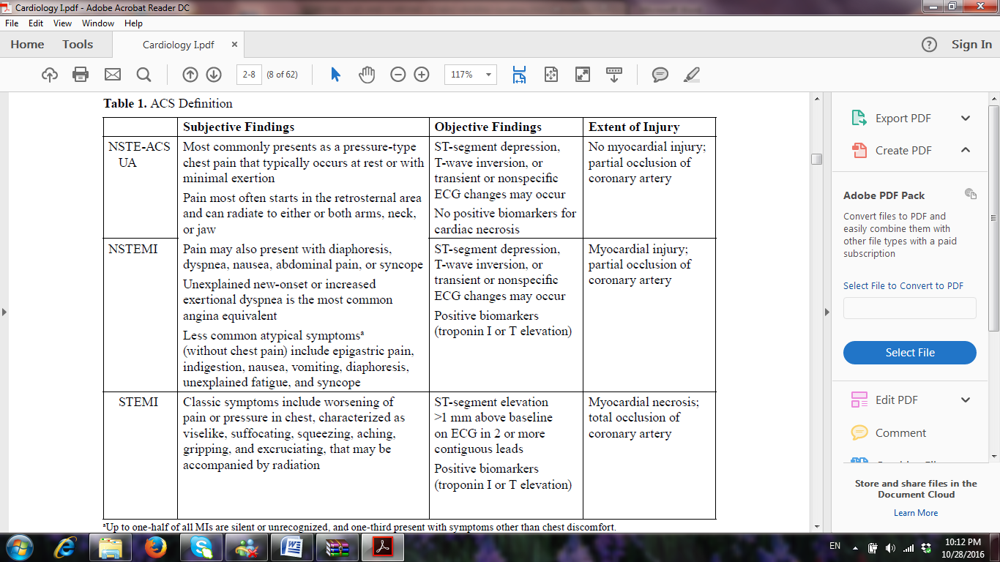 Cardiology I.pdf - Adobe Acrobat Reader DC
File Edit View Window Help
Home Tools Cardiology I.pdf × Sign In
2-8 (8 of 62) 117%
Table 1. ACS Definition
Subjective Findings Objective Findings Extent of Injury
NSTE-ACS
UA
Most commonly presents as a pressure-type
chest pain that typically occurs at rest or with
minimal exertion
Pain most often starts in the retrosternal area
and can radiate to either or both arms, neck,
or jaw
ST-segment depression,
T-wave inversion, or
transient or nonspecific
ECG changes may occur
No positive biomarkers for
cardiac necrosis
No myocardial injury;
partial occlusion of
coronary artery
NSTEMI
Pain may also present with diaphoresis,
dyspnea, nausea, abdominal pain, or syncope
Unexplained new-onset or increased
exertional dyspnea is the most common
angina equivalent
Less common atypical symptomsª
(without chest pain) include epigastric pain,
indigestion, nausea, vomiting, diaphoresis,
unexplained fatigue, and syncope
ST-segment depression,
T-wave inversion, or
transient or nonspecific
ECG changes may occur
Positive biomarkers
(troponin I or T elevation)
Myocardial injury;
partial occlusion of
coronary artery
STEMI
Classic symptoms include worsening of
pain or pressure in chest, characterized as
viselike, suffocating, squeezing, aching,
gripping, and excruciating, that may be
accompanied by radiation
ST-segment elevation
>1 mm above baseline
on ECG in 2 or more
contiguous leads
Positive biomarkers
(troponin I or T elevation)
Myocardial necrosis;
total occlusion of
coronary artery
ªUp to one-half of all MIs are silent or unrecognized, and one-third present with symptoms other than chest discomfort.
Export PDF
Create PDF
Adobe PDF Pack
Convert files to PDF and
easily combine them with
other file types with a paid
subscription
Select File to Convert to PDF
Select File
Edit PDF
Comment
Store and share files in the
Document Cloud
Learn More
EN
10:12 PM
10/28/2016